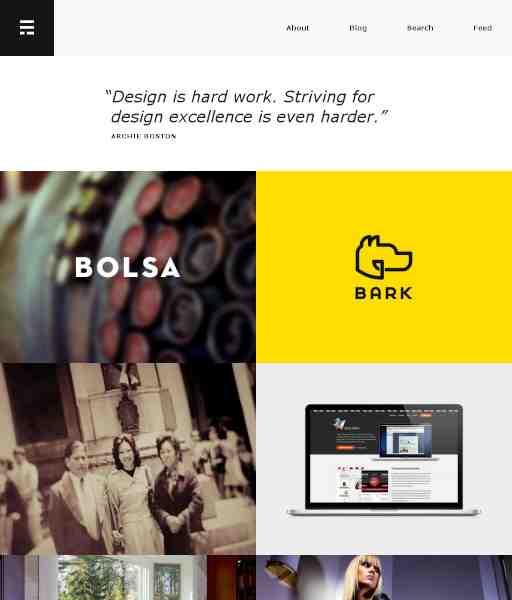 About Blog Search Feed
“Design is hard work. Striving for
design excellence is even harder.”
ARCHIE BOSTON
BOLSA
BARK